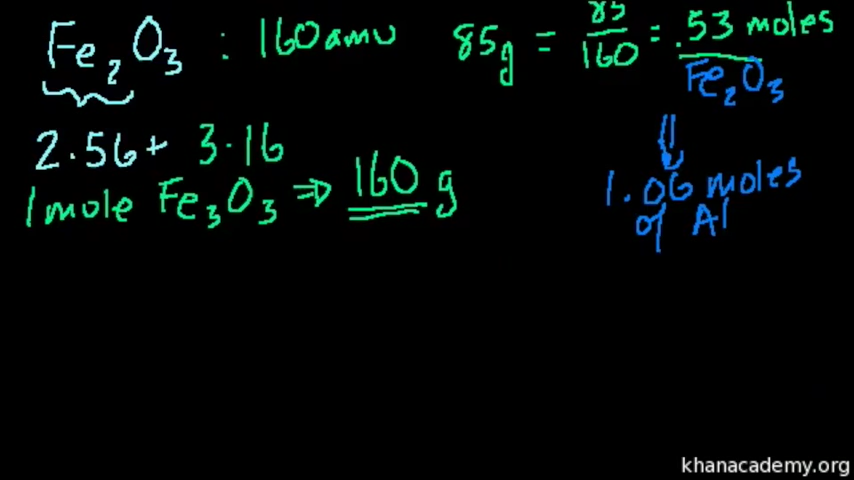 Fe₂O₃ : 160amu
85g = 85/160 = .53 moles
Fe₂O₃
2·56+ 3·16
1mole Fe₃O₃ ⇒ 160 g
1.06 moles
of Al
khanacademy.org